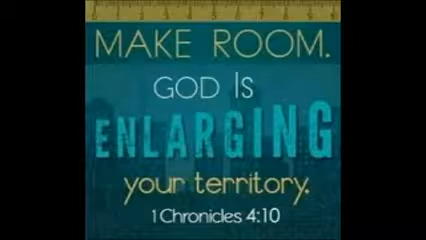 MAKE ROOM.
GOD Is
ENLARGING
your territory.
1 Chronicles 4:10